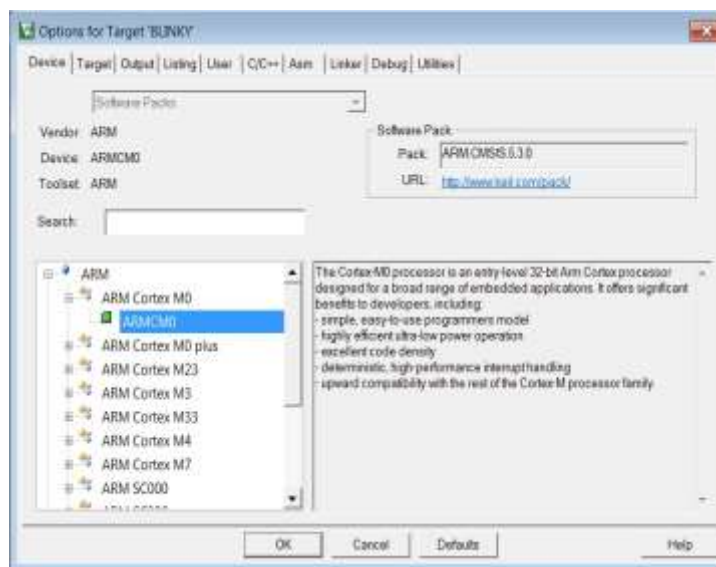 Options for Target 'BLINKY'
Device Target Output Listing User C/C++ Asm Linker Debug Utilities
Software Packs
Vendor: ARM
Device: ARMCM0
Toolset: ARM
Search:
Software Pack
Pack: ARM.CMSIS.5.3.0
URL: http://www.keil.com/pack/
ARM
ARM Cortex M0
ARMCM0
ARM Cortex M0 plus
ARM Cortex M23
ARM Cortex M3
ARM Cortex M33
ARM Cortex M4
ARM Cortex M7
ARM SC000
The Cortex-M0 processor is an entry-level 32-bit Arm Cortex processor
designed for a broad range of embedded applications. It offers significant
benefits to developers, including:
- simple, easy-to-use programmers model
- highly efficient ultra-low power operation
- excellent code density
- deterministic, high-performance interrupt handling
- upward compatibility with the rest of the Cortex-M processor family.
OK Cancel Defaults Help